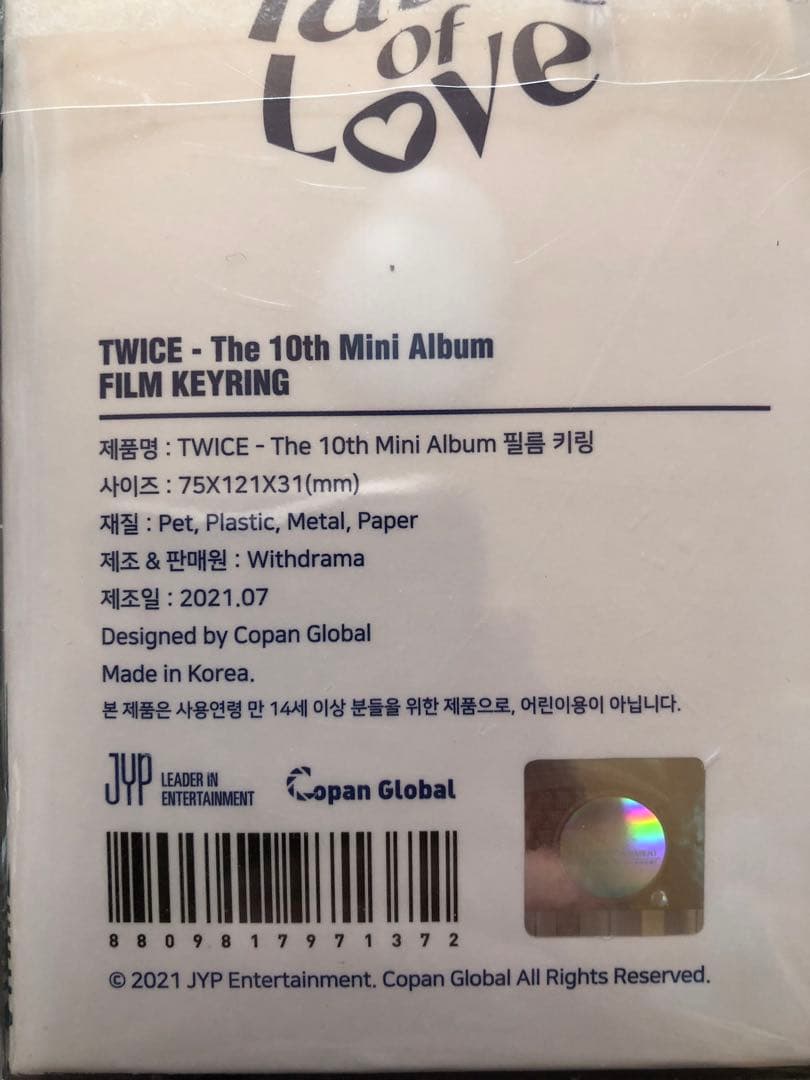 of
Love
TWICE - The 10th Mini Album
FILM KEYRING
제품명 : TWICE - The 10th Mini Album 필름 키링
사이즈 : 75X121X31(mm)
재질 : Pet, Plastic, Metal, Paper
제조 & 판매원 : Withdrama
제조일 : 2021.07
Designed by Copan Global
Made in Korea.
본 제품은 사용연령 만 14세 이상 분들을 위한 제품으로, 어린이용이 아닙니다.
JYP LEADER IN ENTERTAINMENT
Copan Global
8809817971372
© 2021 JYP Entertainment. Copan Global All Rights Reserved.